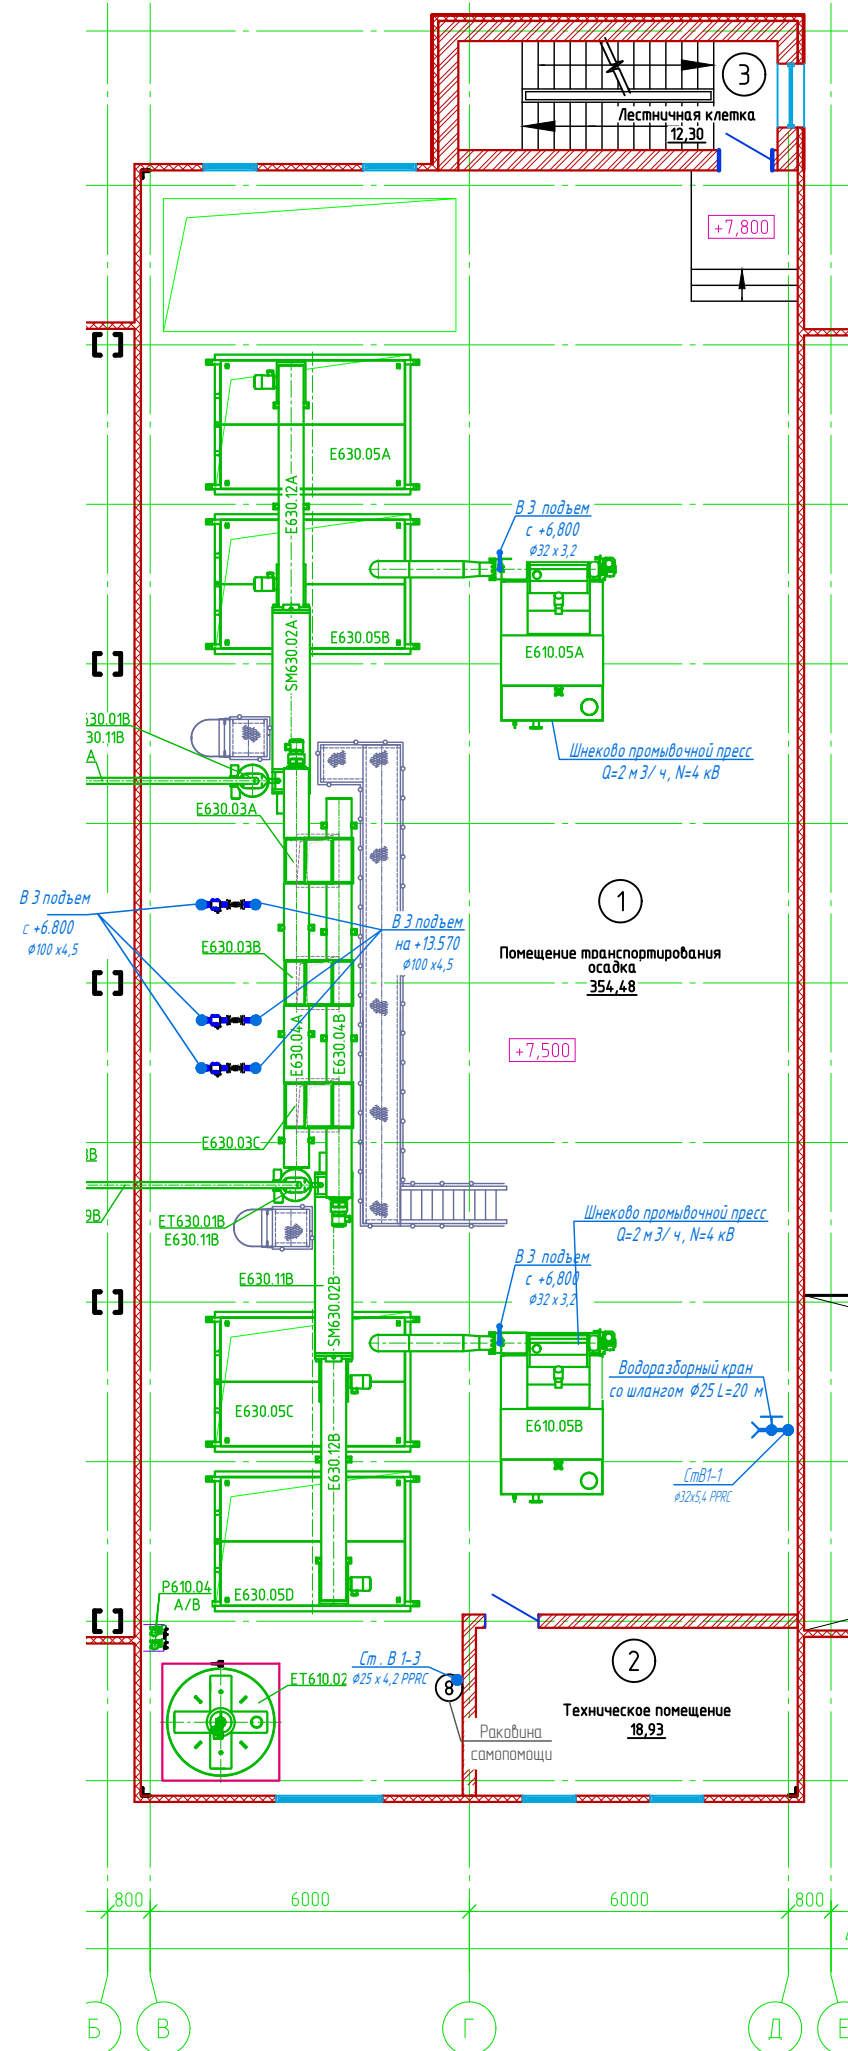 3
Лестничная клетка
12,30
+7,800
E630.05A
E630.12A
В 3 подъем
с +6,800
Ф32 х 3,2
E630.05B
SM630.02A
E610.05A
630.01B
30.11B
A
Шнеково промывочной пресс
Q=2 м 3/ ч, N=4 кВ
E630.03A
В 3 подъем
с +6.800
Ф100 х4,5
1
В 3 подъем
на +13.570
Ф100 х4,5
E630.03B
Помещение транспортирования
осадка
354,48
E630.04A
E630.04B
+7,500
E630.03C
9B
ET630.01B
E630.11B
Шнеково промывочной пресс
Q=2 м 3/ ч, N=4 кВ
В 3 подъем
с +6,800
Ф32 х 3,2
E630.11B
SM630.02B
Водоразборный кран
со шлангом Ф25 L=20 м
E630.05C
E610.05B
E630.12B
СтВ1-1
Ф32х5,4 PPRC
P610.04
A/B
E630.05D
Ст. В 1-3
Ф25 х 4,2 PPRC
2
ET610.02
8
Техническое помещение
18,93
Раковина
самопомощи
800
6000
6000
800
Б
В
Г
Д
Е